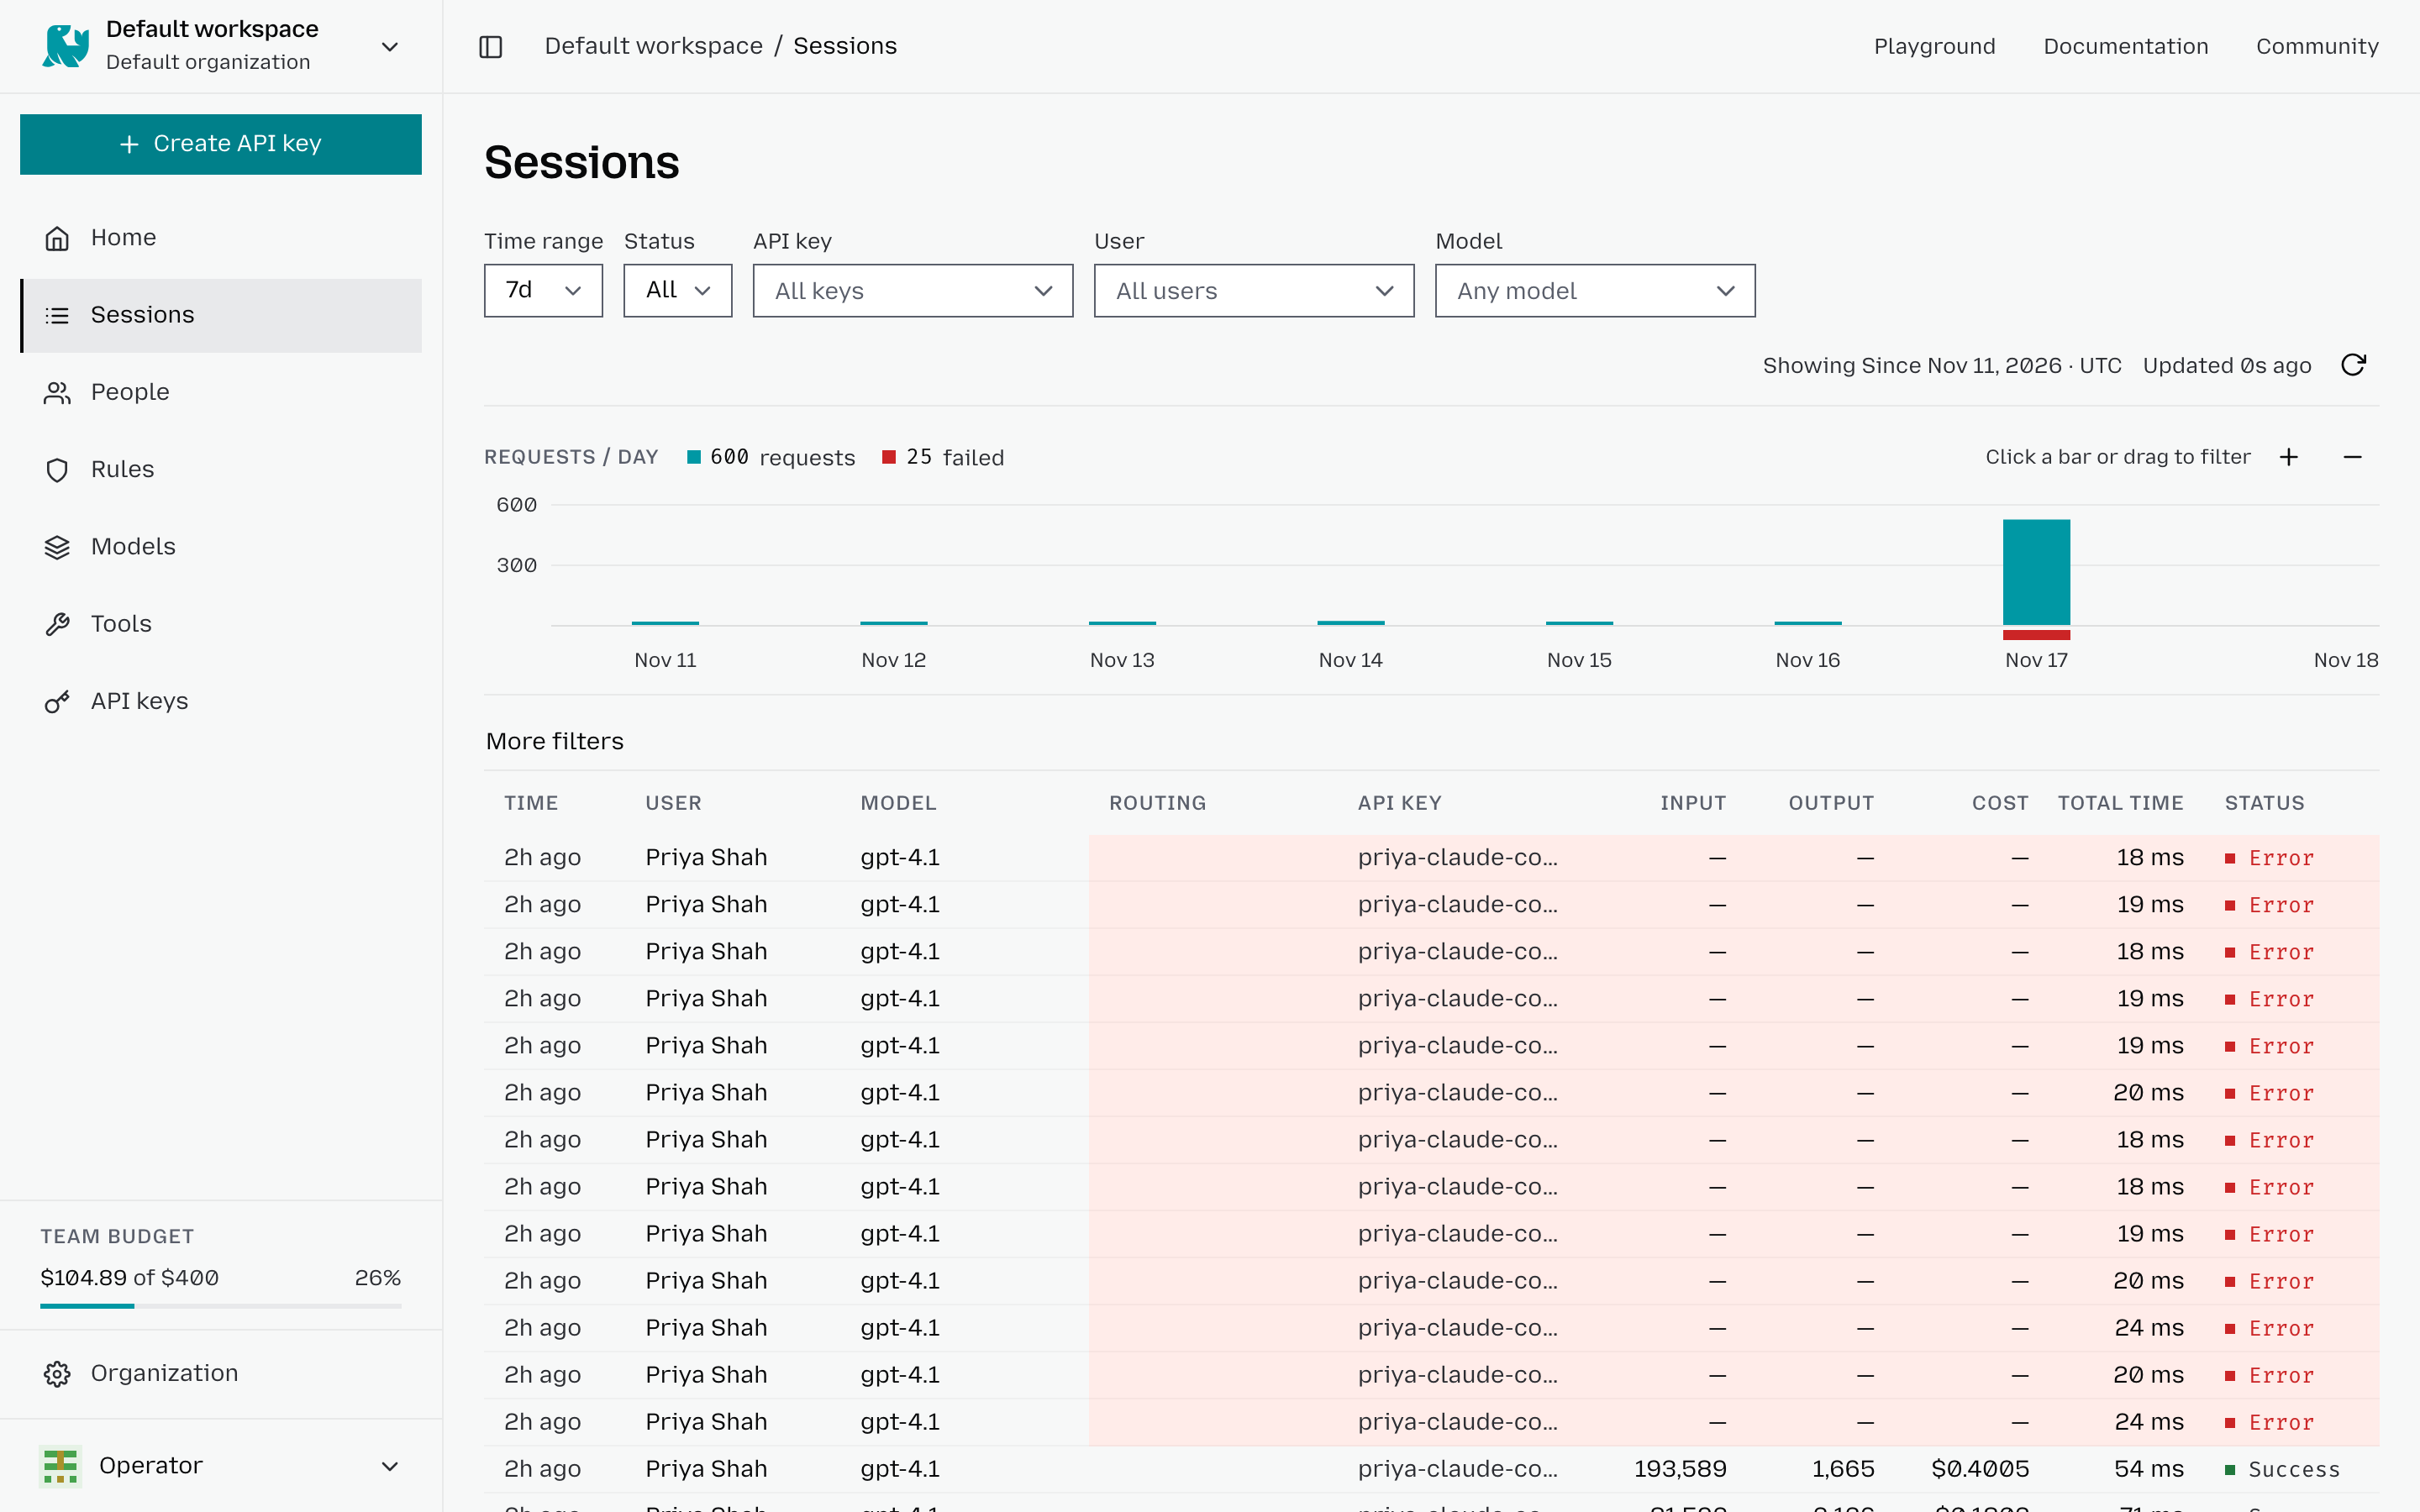 Default workspace
Default organization
Default workspace / Sessions
Playground Documentation Community
Create API key
Home
Sessions
People
Rules
Models
Tools
API keys
TEAM BUDGET
$104.89 of $400 26%
Organization
Operator
Sessions
Time range Status API key User Model
7d All All keys All users Any model
Showing Since Nov 11, 2026 · UTC Updated 0s ago
REQUESTS / DAY 600 requests 25 failed Click a bar or drag to filter
600
300
Nov 11 Nov 12 Nov 13 Nov 14 Nov 15 Nov 16 Nov 17 Nov 18
More filters
TIME USER MODEL ROUTING API KEY INPUT OUTPUT COST TOTAL TIME STATUS
2h ago Priya Shah gpt-4.1 priya-claude-co... — — — 18 ms Error
2h ago Priya Shah gpt-4.1 priya-claude-co... — — — 19 ms Error
2h ago Priya Shah gpt-4.1 priya-claude-co... — — — 18 ms Error
2h ago Priya Shah gpt-4.1 priya-claude-co... — — — 19 ms Error
2h ago Priya Shah gpt-4.1 priya-claude-co... — — — 19 ms Error
2h ago Priya Shah gpt-4.1 priya-claude-co... — — — 20 ms Error
2h ago Priya Shah gpt-4.1 priya-claude-co... — — — 18 ms Error
2h ago Priya Shah gpt-4.1 priya-claude-co... — — — 18 ms Error
2h ago Priya Shah gpt-4.1 priya-claude-co... — — — 19 ms Error
2h ago Priya Shah gpt-4.1 priya-claude-co... — — — 20 ms Error
2h ago Priya Shah gpt-4.1 priya-claude-co... — — — 24 ms Error
2h ago Priya Shah gpt-4.1 priya-claude-co... — — — 20 ms Error
2h ago Priya Shah gpt-4.1 priya-claude-co... — — — 24 ms Error
2h ago Priya Shah gpt-4.1 priya-claude-co... 193,589 1,665 $0.4005 54 ms Success